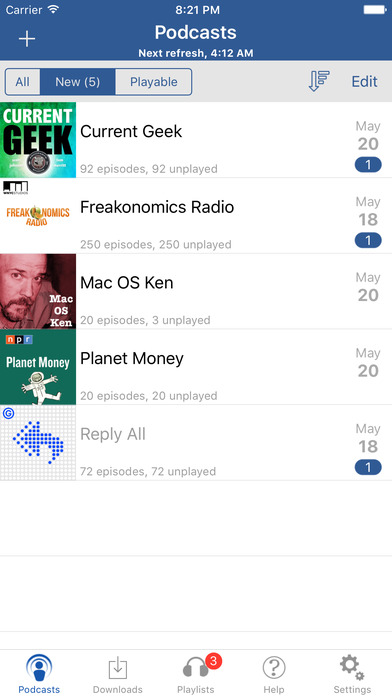 Carrier 8:21 PM
Podcasts
Next refresh, 4:12 AM
All New (5) Playable Edit
CURRENT
GEEK
Current Geek
92 episodes, 92 unplayed
May
20
1
WNYC STUDIOS
FREAKONOMICS
RADIO
Freakonomics Radio
250 episodes, 250 unplayed
May
18
1
Mac
OS
Ken
Mac OS Ken
20 episodes, 3 unplayed
May
20
npr
Planet Money
Planet Money
20 episodes, 20 unplayed
May
20
G
Reply All
72 episodes, 72 unplayed
May
18
1
3
?
Podcasts Downloads Playlists Help Settings